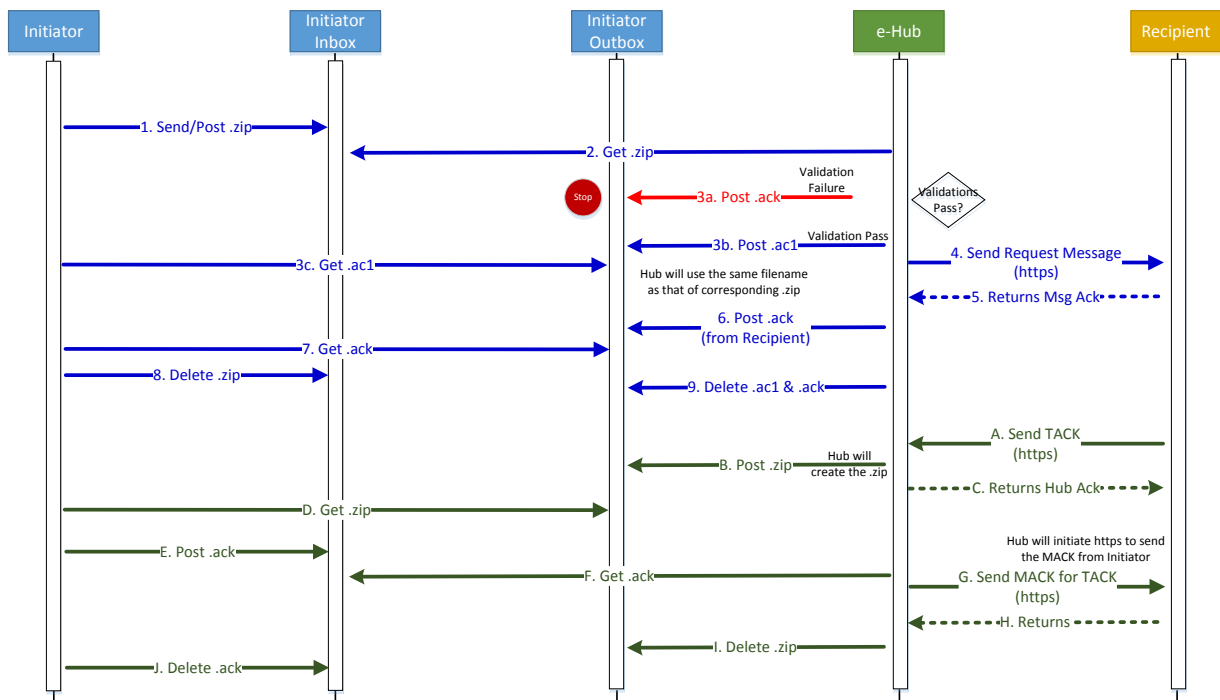 Initiator
Initiator
Inbox
Initiator
Outbox
e-Hub
Recipient
1. Send/Post .zip
2. Get .zip
Validation
Failure
Stop
3a. Post .ack
Validations
Pass?
3b. Post .ac1
Validation Pass
3c. Get .ac1
4. Send Request Message
(https)
Hub will use the same filename
as that of corresponding .zip
5. Returns Msg Ack
6. Post .ack
(from Recipient)
7. Get .ack
8. Delete .zip
9. Delete .ac1 & .ack
A. Send TACK
(https)
B. Post .zip
Hub will
create the .zip
C. Returns Hub Ack
D. Get .zip
E. Post .ack
Hub will initiate https to send
the MACK from Initiator
F. Get .ack
G. Send MACK for TACK
(https)
H. Returns
I. Delete .zip
J. Delete .ack